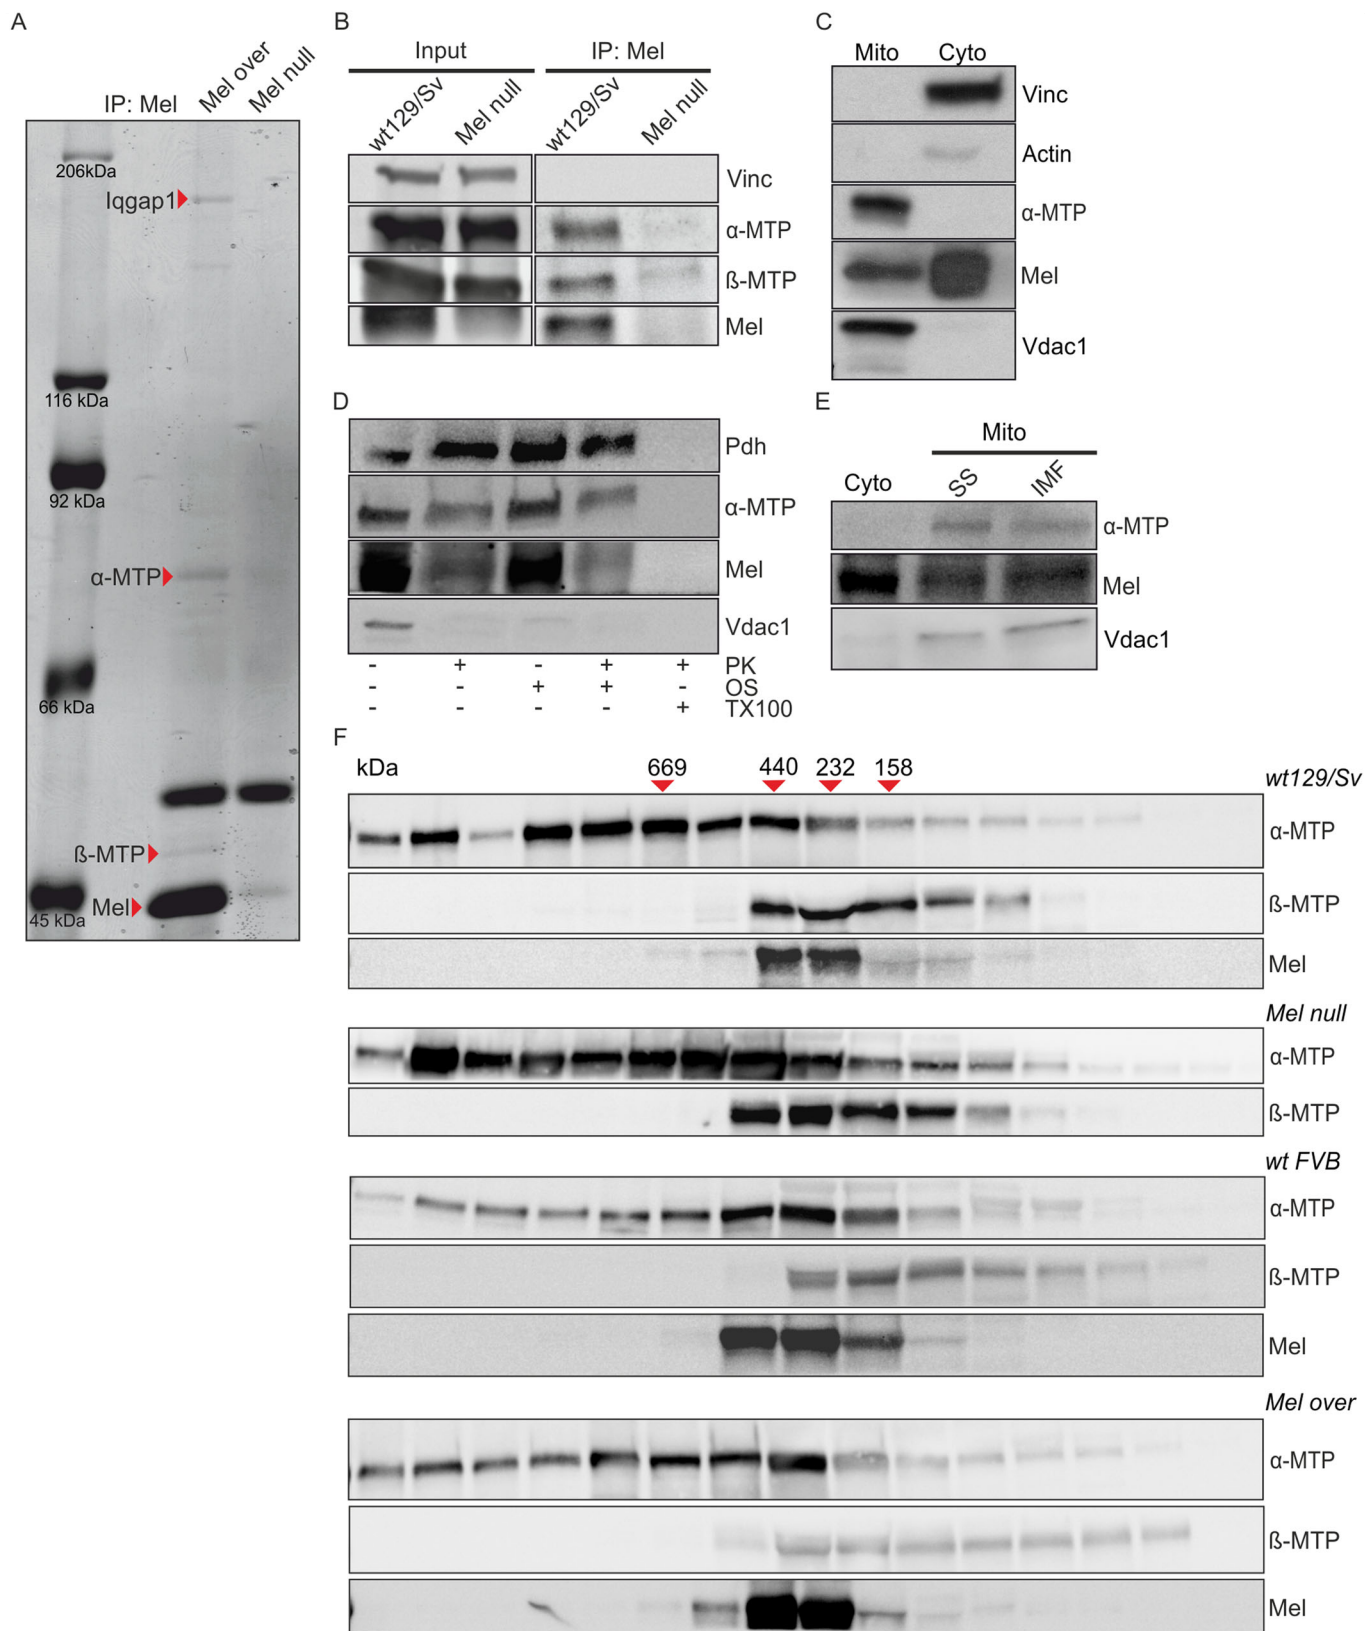 A
IP: Mel
Mel over
Mel null
206kDa
Iqgap1
116 kDa
92 kDa
α-MTP
66 kDa
ß-MTP
Mel
45 kDa
B
Input
IP: Mel
wt129/Sv
Mel null
wt129/Sv
Mel null
Vinc
α-MTP
ß-MTP
Mel
C
Mito
Cyto
Vinc
Actin
α-MTP
Mel
Vdac1
D
Pdh
α-MTP
Mel
Vdac1
- + - + + PK
- - + + - OS
- - - - + TX100
E
Mito
Cyto
SS
IMF
α-MTP
Mel
Vdac1
F
kDa
669
440
232
158
wt129/Sv
α-MTP
ß-MTP
Mel
Mel null
α-MTP
ß-MTP
wt FVB
α-MTP
ß-MTP
Mel
Mel over
α-MTP
ß-MTP
Mel